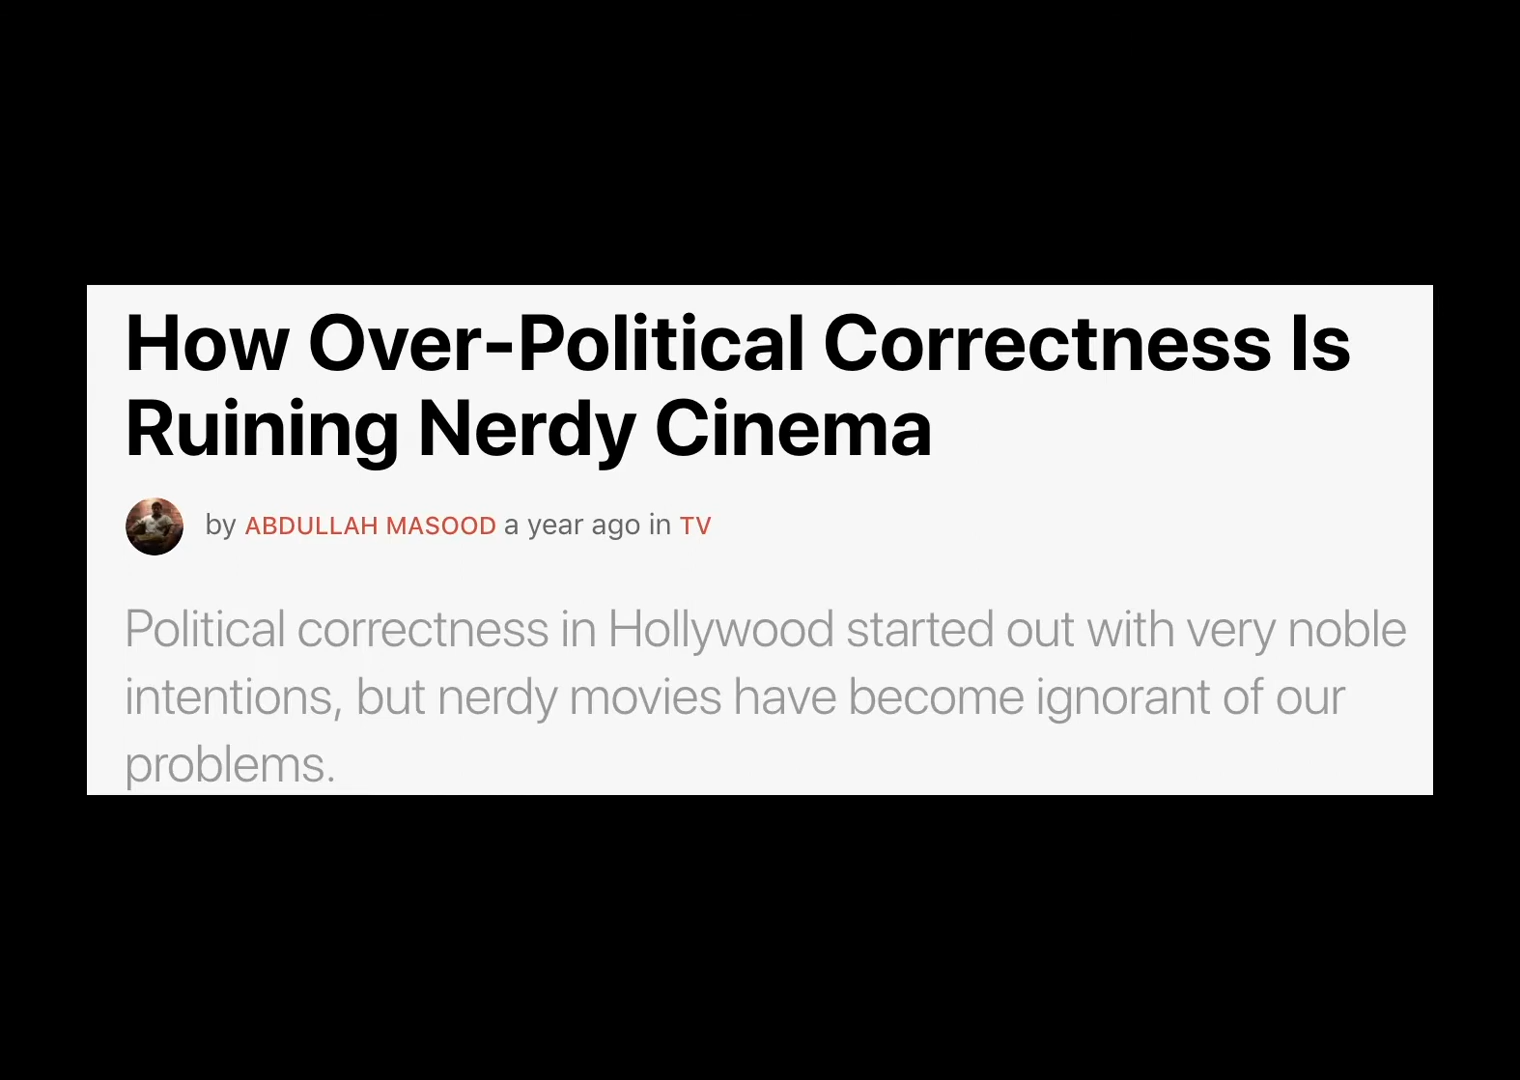 How Over-Political Correctness Is
Ruining Nerdy Cinema
by ABDULLAH MASOOD a year ago in TV
Political correctness in Hollywood started out with very noble
intentions, but nerdy movies have become ignorant of our
problems.